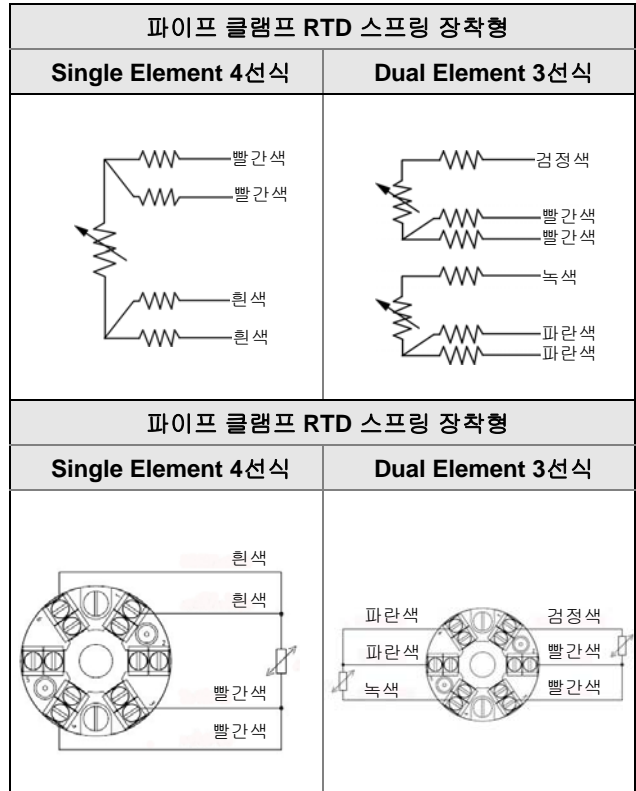 파이프 클램프 RTD 스프링 장착형
Single Element 4선식
Dual Element 3선식
빨간색
빨간색
흰색
흰색
검정색
빨간색
빨간색
녹색
파란색
파란색
파이프 클램프 RTD 스프링 장착형
Single Element 4선식
Dual Element 3선식
흰색
흰색
빨간색
빨간색
파란색
파란색
녹색
검정색
빨간색
빨간색